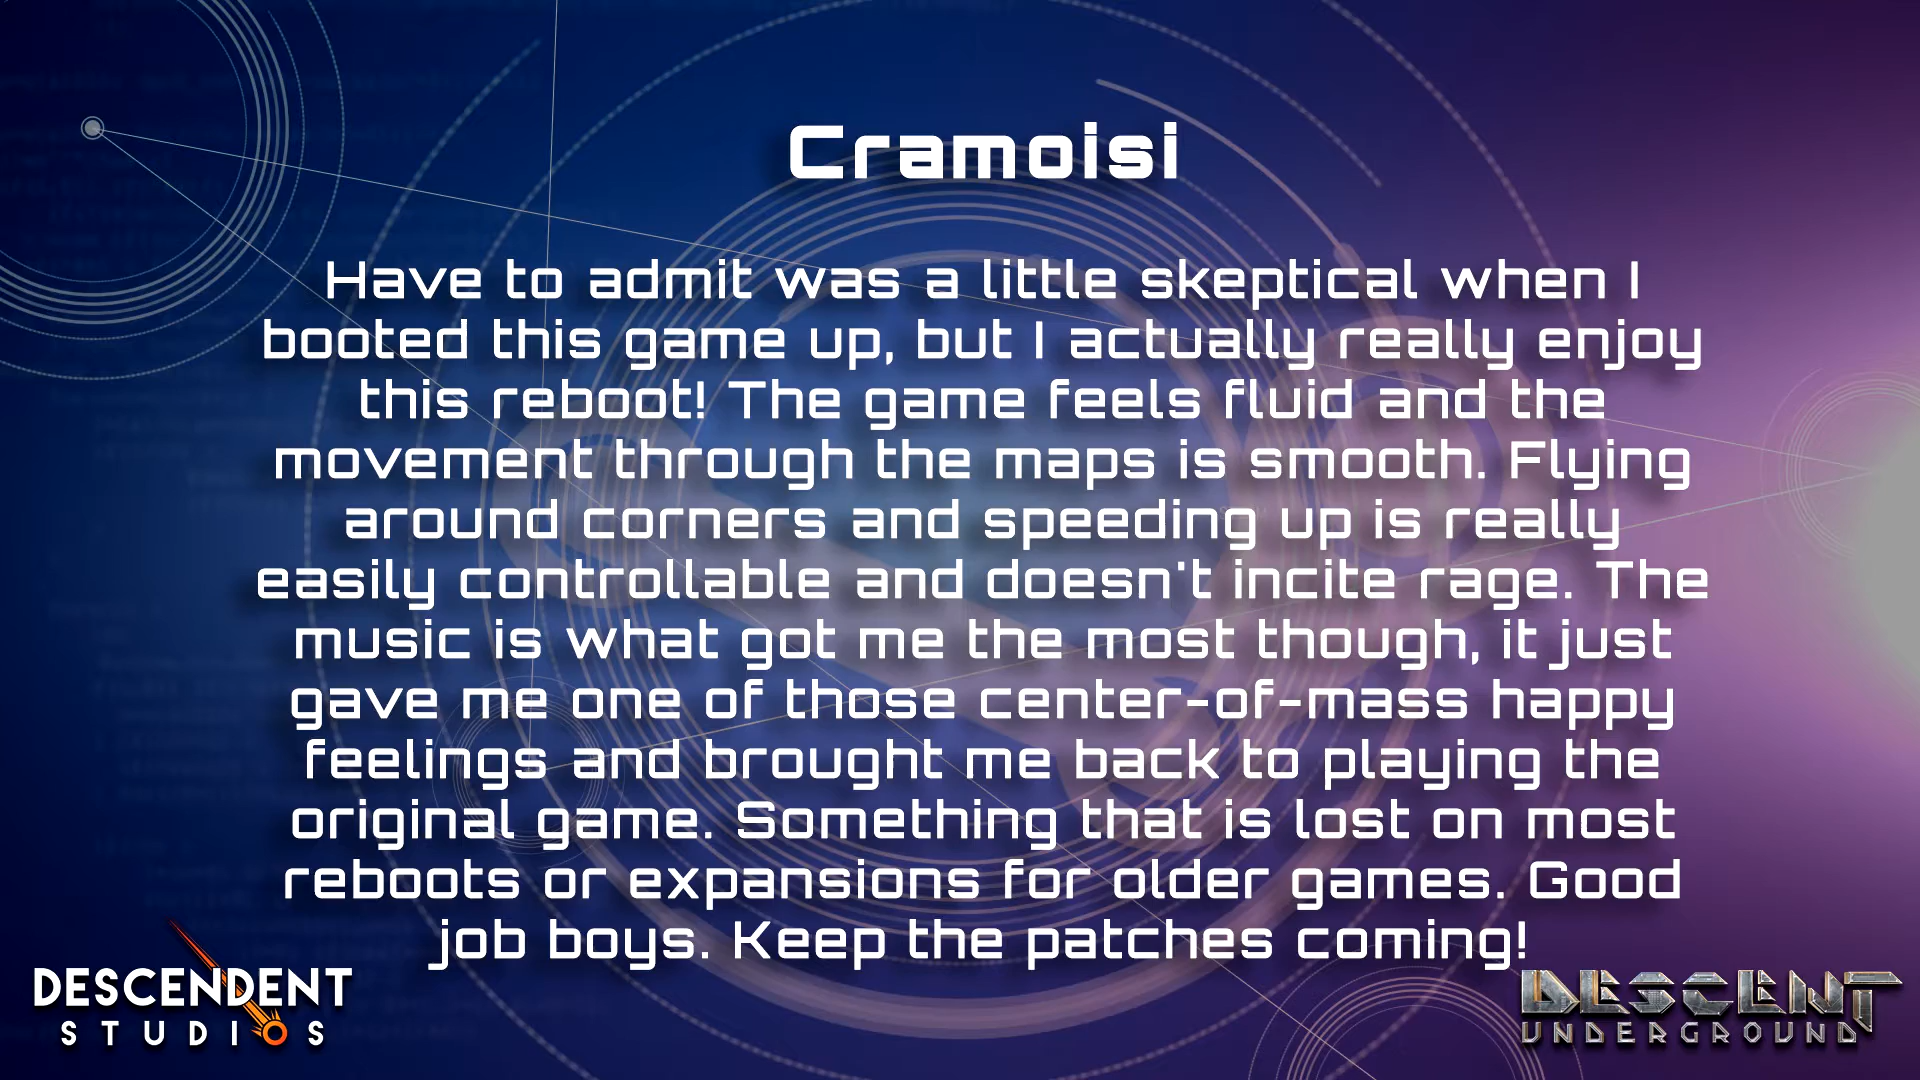 Cramoisi
Have to admit was a little skeptical when I
booted this game up, but I actually really enjoy
this reboot! The game feels fluid and the
movement through the maps is smooth. Flying
around corners and speeding up is really
easily controllable and doesn't incite rage. The
music is what got me the most though, it just
gave me one of those center-of-mass happy
feelings and brought me back to playing the
original game. Something that is lost on most
reboots or expansions for older games. Good
job boys. Keep the patches coming!
DESCENDENT
STUDIOS
DESCENT
UNDERGROUND